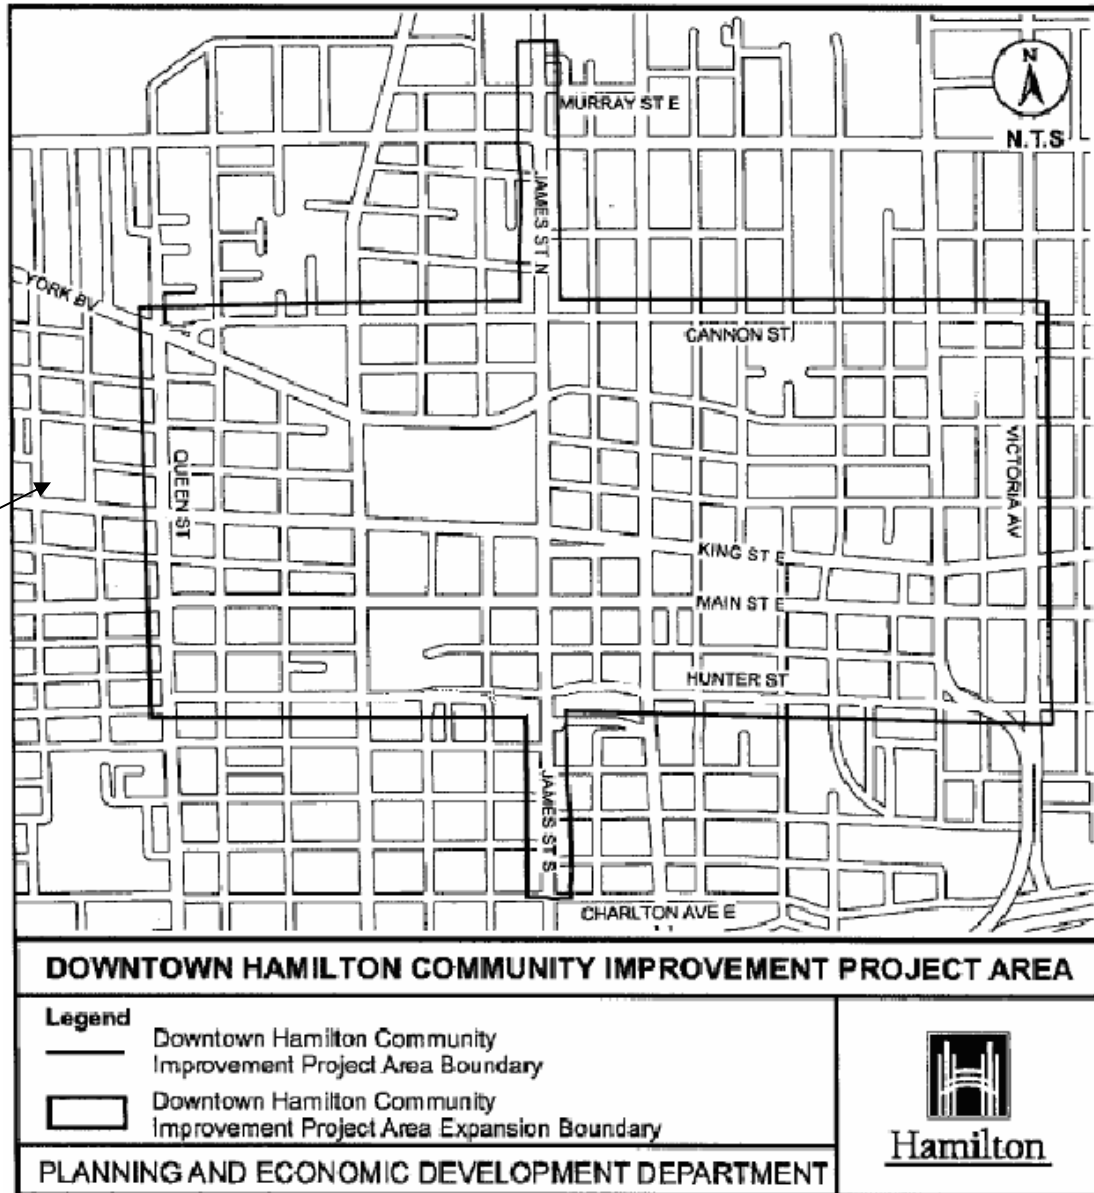 N
N.T.S
MURRAY ST E
JAMES ST N
YORK BV
CANNON ST
QUEEN ST
VICTORIA AV
KING ST E
MAIN ST E
HUNTER ST
JAMES ST S
CHARLTON AVE E
DOWNTOWN HAMILTON COMMUNITY IMPROVEMENT PROJECT AREA
Legend
Downtown Hamilton Community
Improvement Project Area Boundary
Downtown Hamilton Community
Improvement Project Area Expansion Boundary
Hamilton
PLANNING AND ECONOMIC DEVELOPMENT DEPARTMENT